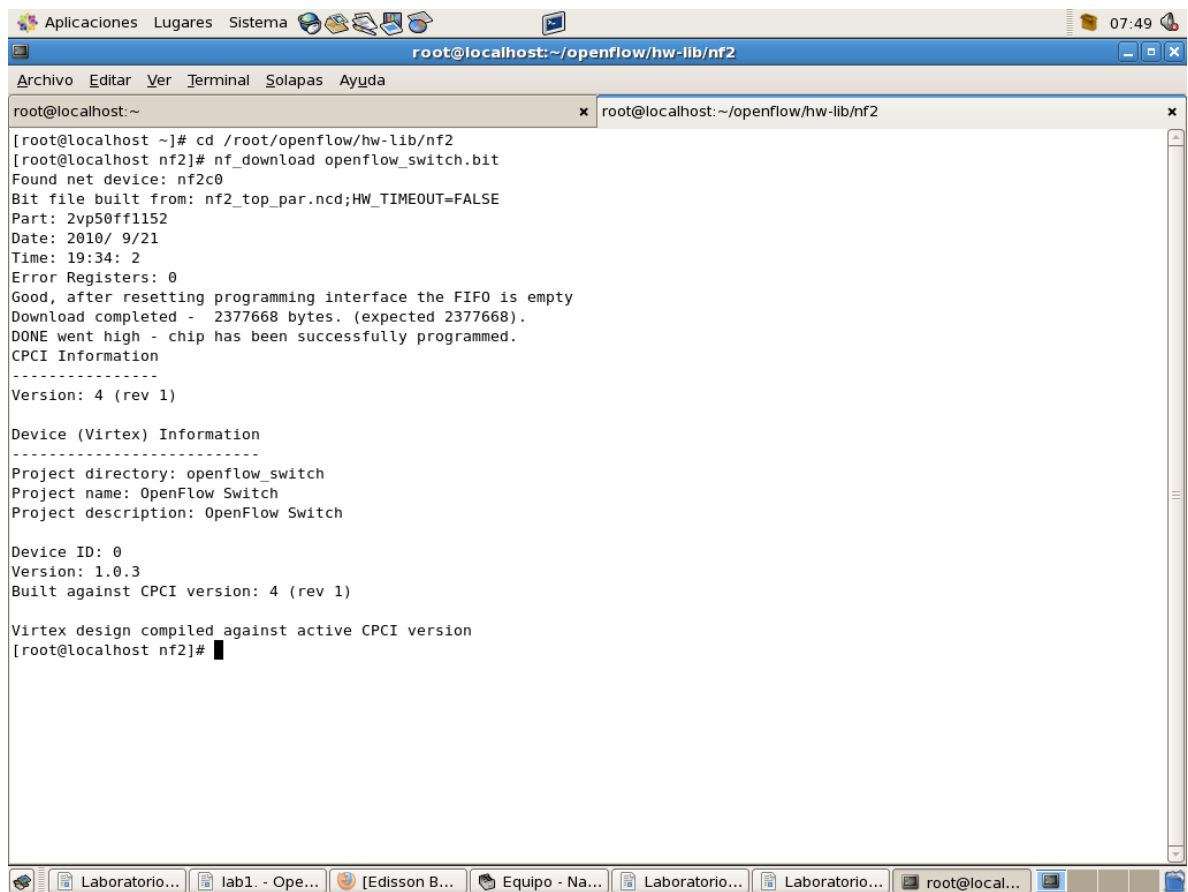 Aplicaciones Lugares Sistema 07:49
root@localhost:~/openflow/hw-lib/nf2
Archivo Editar Ver Terminal Solapas Ayuda
root@localhost:~ root@localhost:~/openflow/hw-lib/nf2
[root@localhost ~]# cd /root/openflow/hw-lib/nf2
[root@localhost nf2]# nf_download openflow_switch.bit
Found net device: nf2c0
Bit file built from: nf2_top_par.ncd;HW_TIMEOUT=FALSE
Part: 2vp50ff1152
Date: 2010/ 9/21
Time: 19:34: 2
Error Registers: 0
Good, after resetting programming interface the FIFO is empty
Download completed -  2377668 bytes. (expected 2377668).
DONE went high - chip has been successfully programmed.
CPCI Information
----------------
Version: 4 (rev 1)
Device (Virtex) Information
---------------------------
Project directory: openflow_switch
Project name: OpenFlow Switch
Project description: OpenFlow Switch
Device ID: 0
Version: 1.0.3
Built against CPCI version: 4 (rev 1)
Virtex design compiled against active CPCI version
[root@localhost nf2]#
Laboratorio... lab1. - Ope... [Edisson B... Equipo - Na... Laboratorio... Laboratorio... root@local...